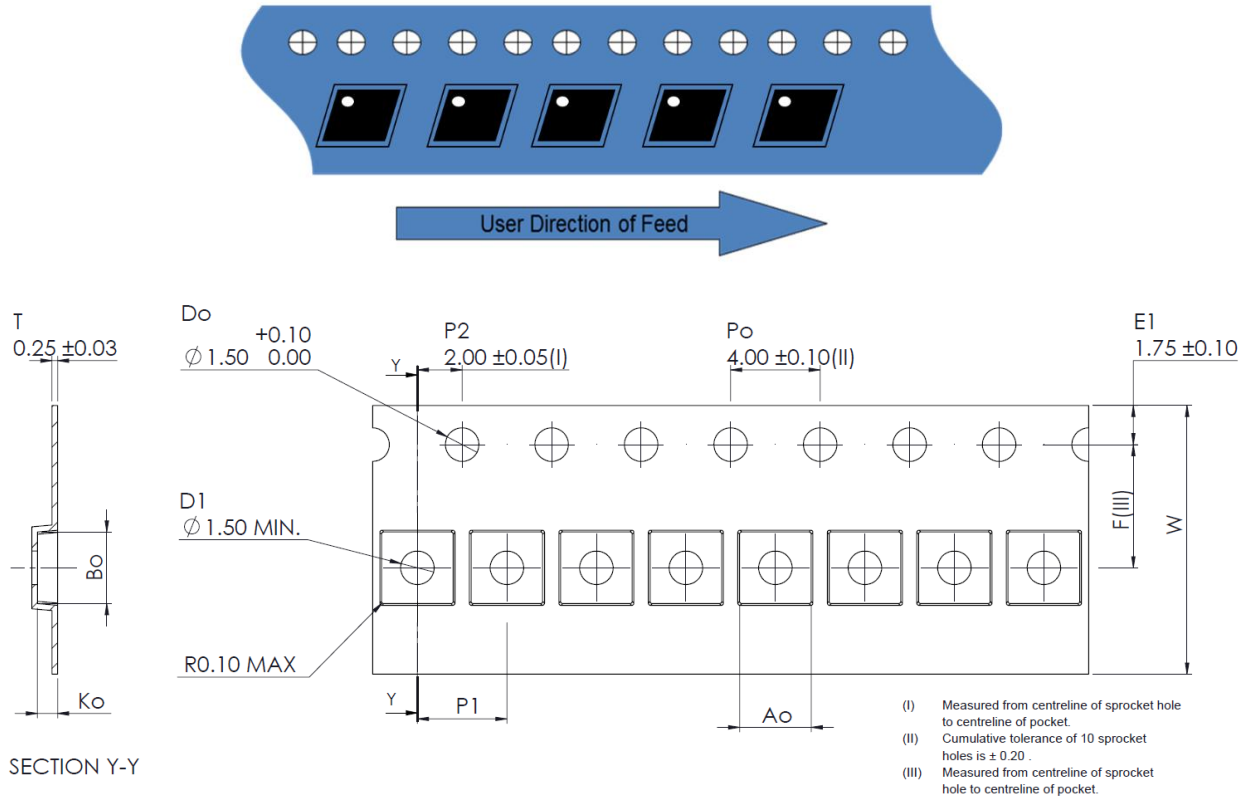 User Direction of Feed
T
0.25 ±0.03
Do
+0.10
∅ 1.50 0.00
P2
2.00 ±0.05(I)
Po
4.00 ±0.10(II)
E1
1.75 ±0.10
Y
D1
∅ 1.50 MIN.
F(III)
W
Bo
R0.10 MAX
Ko
Y
P1
Ao
SECTION Y-Y
(I) Measured from centreline of sprocket hole
to centreline of pocket.
(II) Cumulative tolerance of 10 sprocket
holes is ± 0.20 .
(III) Measured from centreline of sprocket
hole to centreline of pocket.